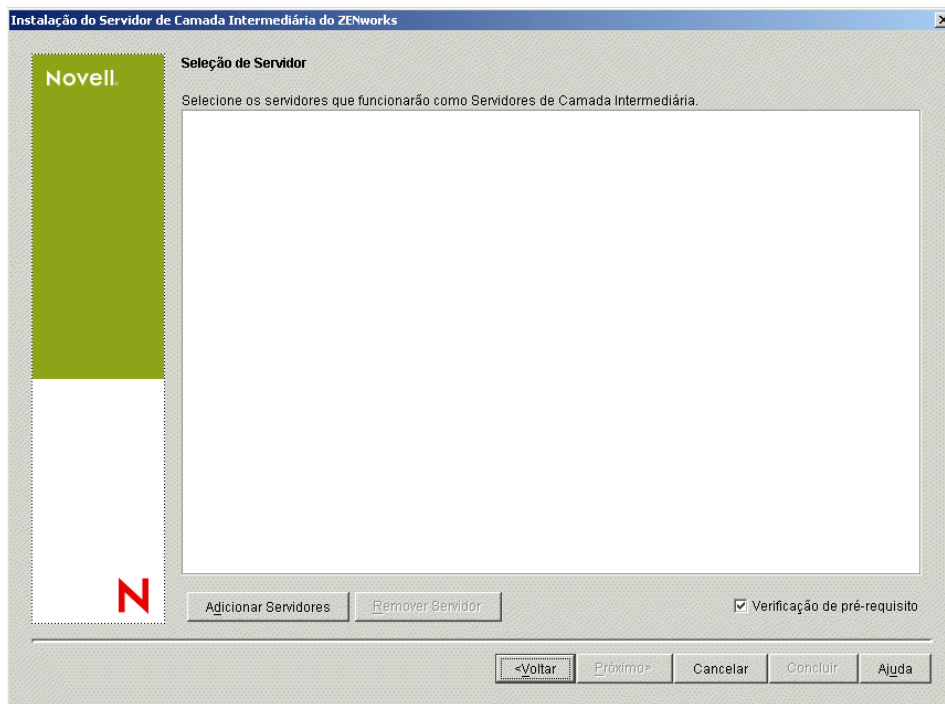 Instalação do Servidor de Camada Intermediária do ZENworks
Novell.
Seleção de Servidor
Selecione os servidores que funcionarão como Servidores de Camada Intermediária.
N
Adicionar Servidores
Remover Servidor
Verificação de pré-requisito
<Voltar
Próximo>
Cancelar
Concluir
Ajuda